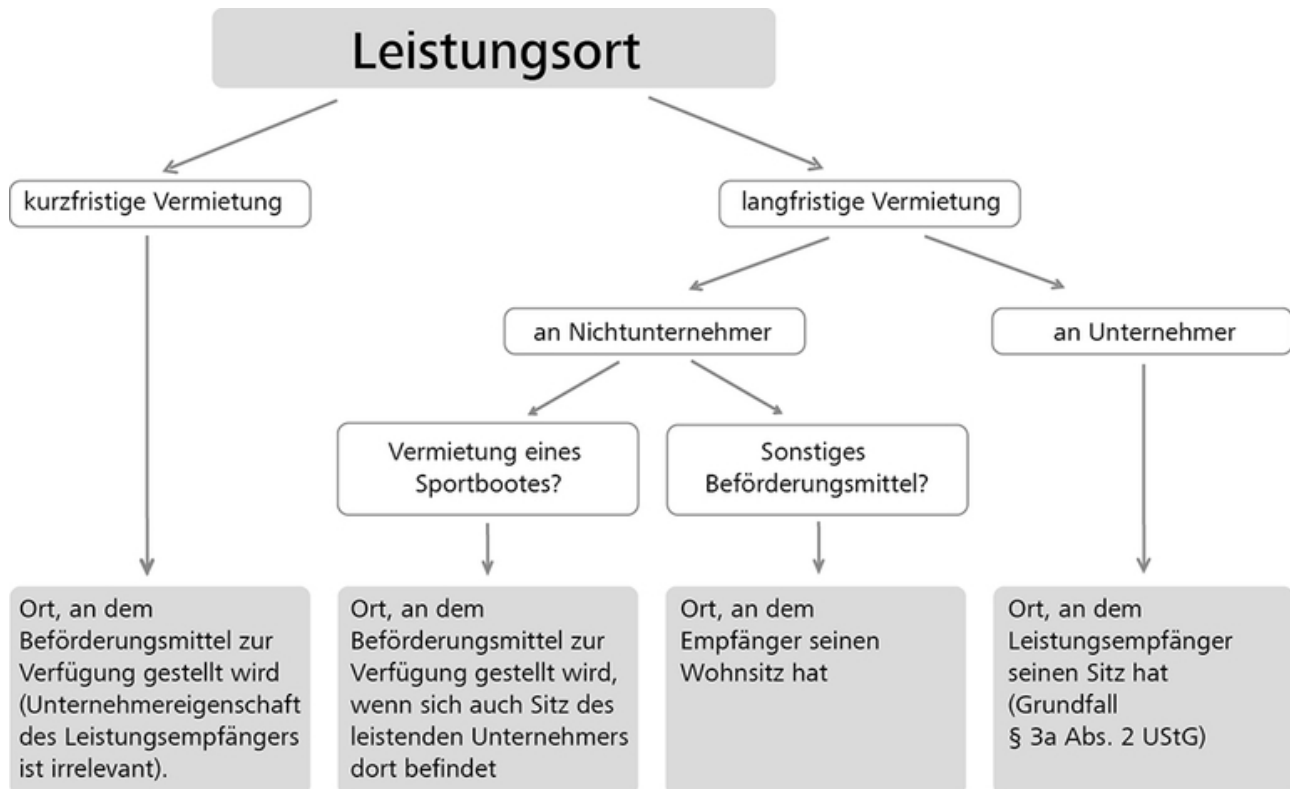 Leistungsort
kurzfristige Vermietung
langfristige Vermietung
an Nichtunternehmer
an Unternehmer
Vermietung eines
Sportbootes?
Sonstiges
Beförderungsmittel?
Ort, an dem
Beförderungsmittel zur
Verfügung gestellt wird
(Unternehmereigenschaft
des Leistungsempfängers
ist irrelevant).
Ort, an dem
Beförderungsmittel zur
Verfügung gestellt wird,
wenn sich auch Sitz des
leistenden Unternehmers
dort befindet
Ort, an dem
Empfänger seinen
Wohnsitz hat
Ort, an dem
Leistungsempfänger
seinen Sitz hat
(Grundfall
§ 3a Abs. 2 UStG)